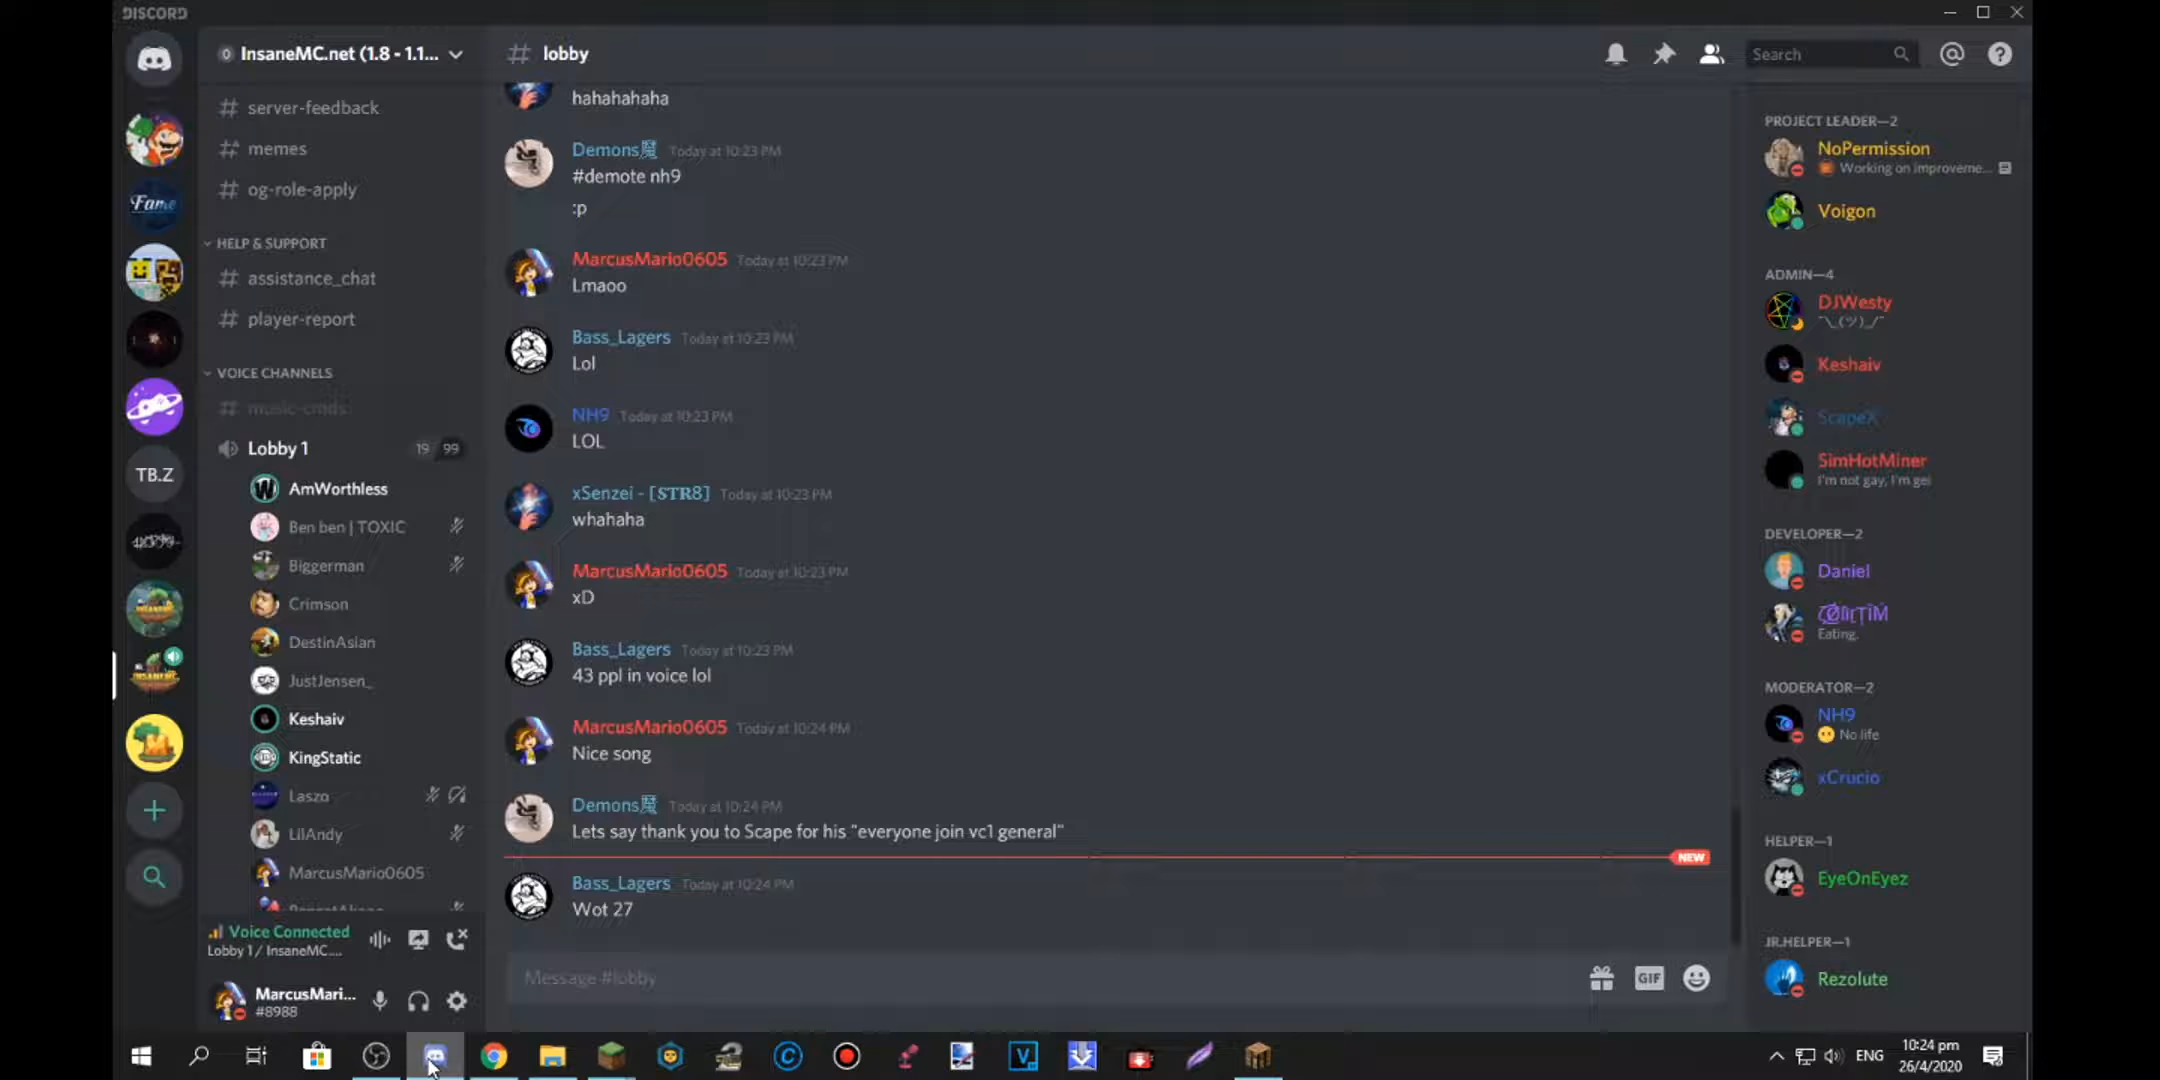 DISCORD
InsaneMC.net (1.8 - 1.1...
# lobby
Search
Fame
TB.Z
# server-feedback
# memes
# og-role-apply
HELP & SUPPORT
# assistance_chat
# player-report
VOICE CHANNELS
# music-cmds
Lobby 1 19 99
AmWorthless
Ben ben | TOXIC
Biggerman
Crimson
DestinAsian
JustJensen_
Keshaiv
KingStatic
Laszo
LilAndy
MarcusMario0605
Voice Connected
Lobby 1 / InsaneMC....
MarcusMari...
#8988
hahahahaha
Demons魔 Today at 10:23 PM
#demote nh9
:p
MarcusMario0605 Today at 10:23 PM
Lmaoo
Bass_Lagers Today at 10:23 PM
Lol
NH9 Today at 10:23 PM
LOL
xSenzei - [STR8] Today at 10:23 PM
whahaha
MarcusMario0605 Today at 10:23 PM
xD
Bass_Lagers Today at 10:23 PM
43 ppl in voice lol
MarcusMario0605 Today at 10:24 PM
Nice song
Demons魔 Today at 10:24 PM
Lets say thank you to Scape for his "everyone join vc1 general"
NEW
Bass_Lagers Today at 10:24 PM
Wot 27
Message #lobby
GIF
PROJECT LEADER—2
NoPermission
Working on improveme...
Voigon
ADMIN—4
DJWesty
¯\_(ツ)_/¯
Keshaiv
ScapeX
SimHotMiner
I'm not gay, I'm gei
DEVELOPER—2
Daniel
Eating.
MODERATOR—2
NH9
No life
xCrucio
HELPER—1
EyeOnEyez
JR.HELPER—1
Rezolute
ENG
10:24 pm
26/4/2020